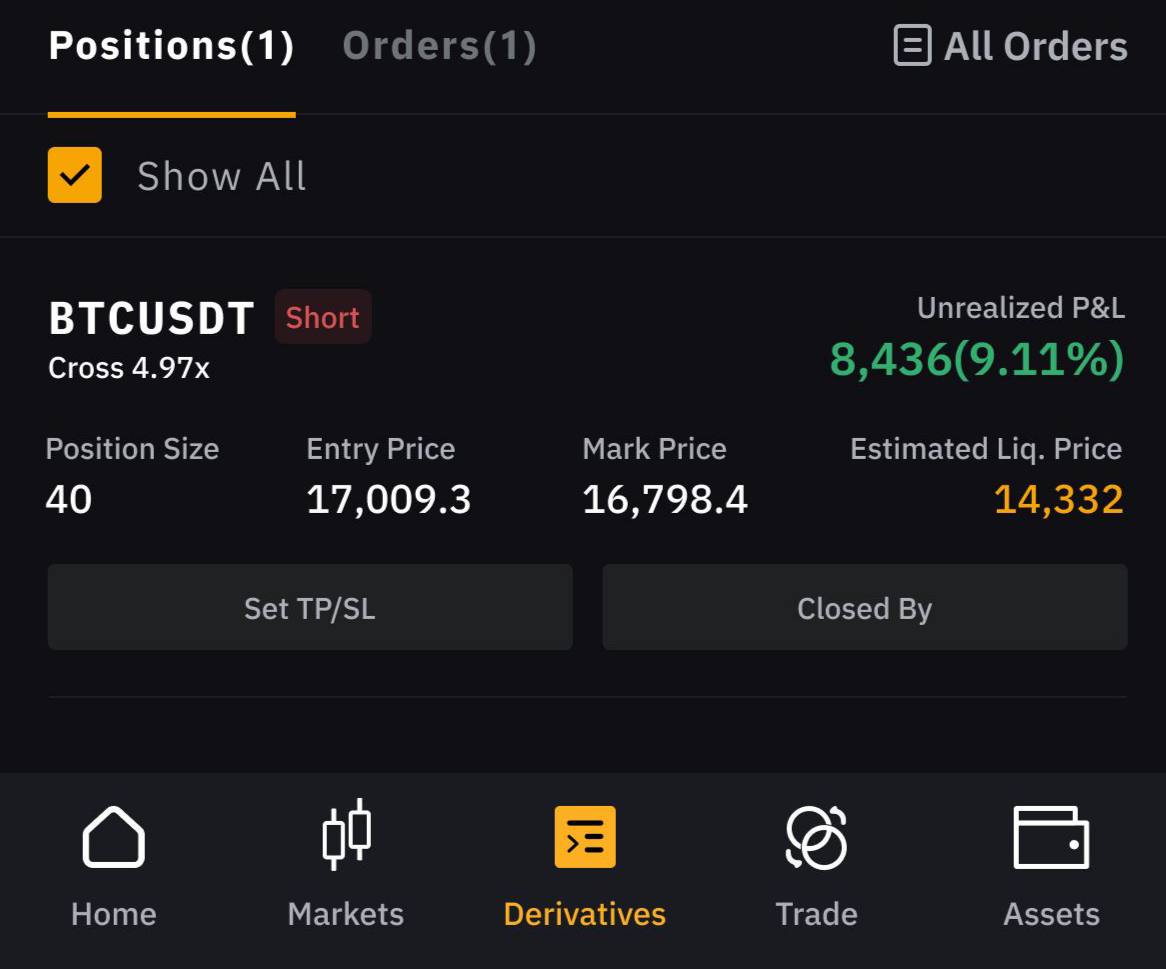 Positions(1) Orders(1) All Orders
Show All
BTCUSDT Short
Cross 4.97x
Unrealized P&L
8,436(9.11%)
Position Size Entry Price Mark Price Estimated Liq. Price
40 17,009.3 16,798.4 14,332
Set TP/SL Closed By
Home Markets Derivatives Trade Assets